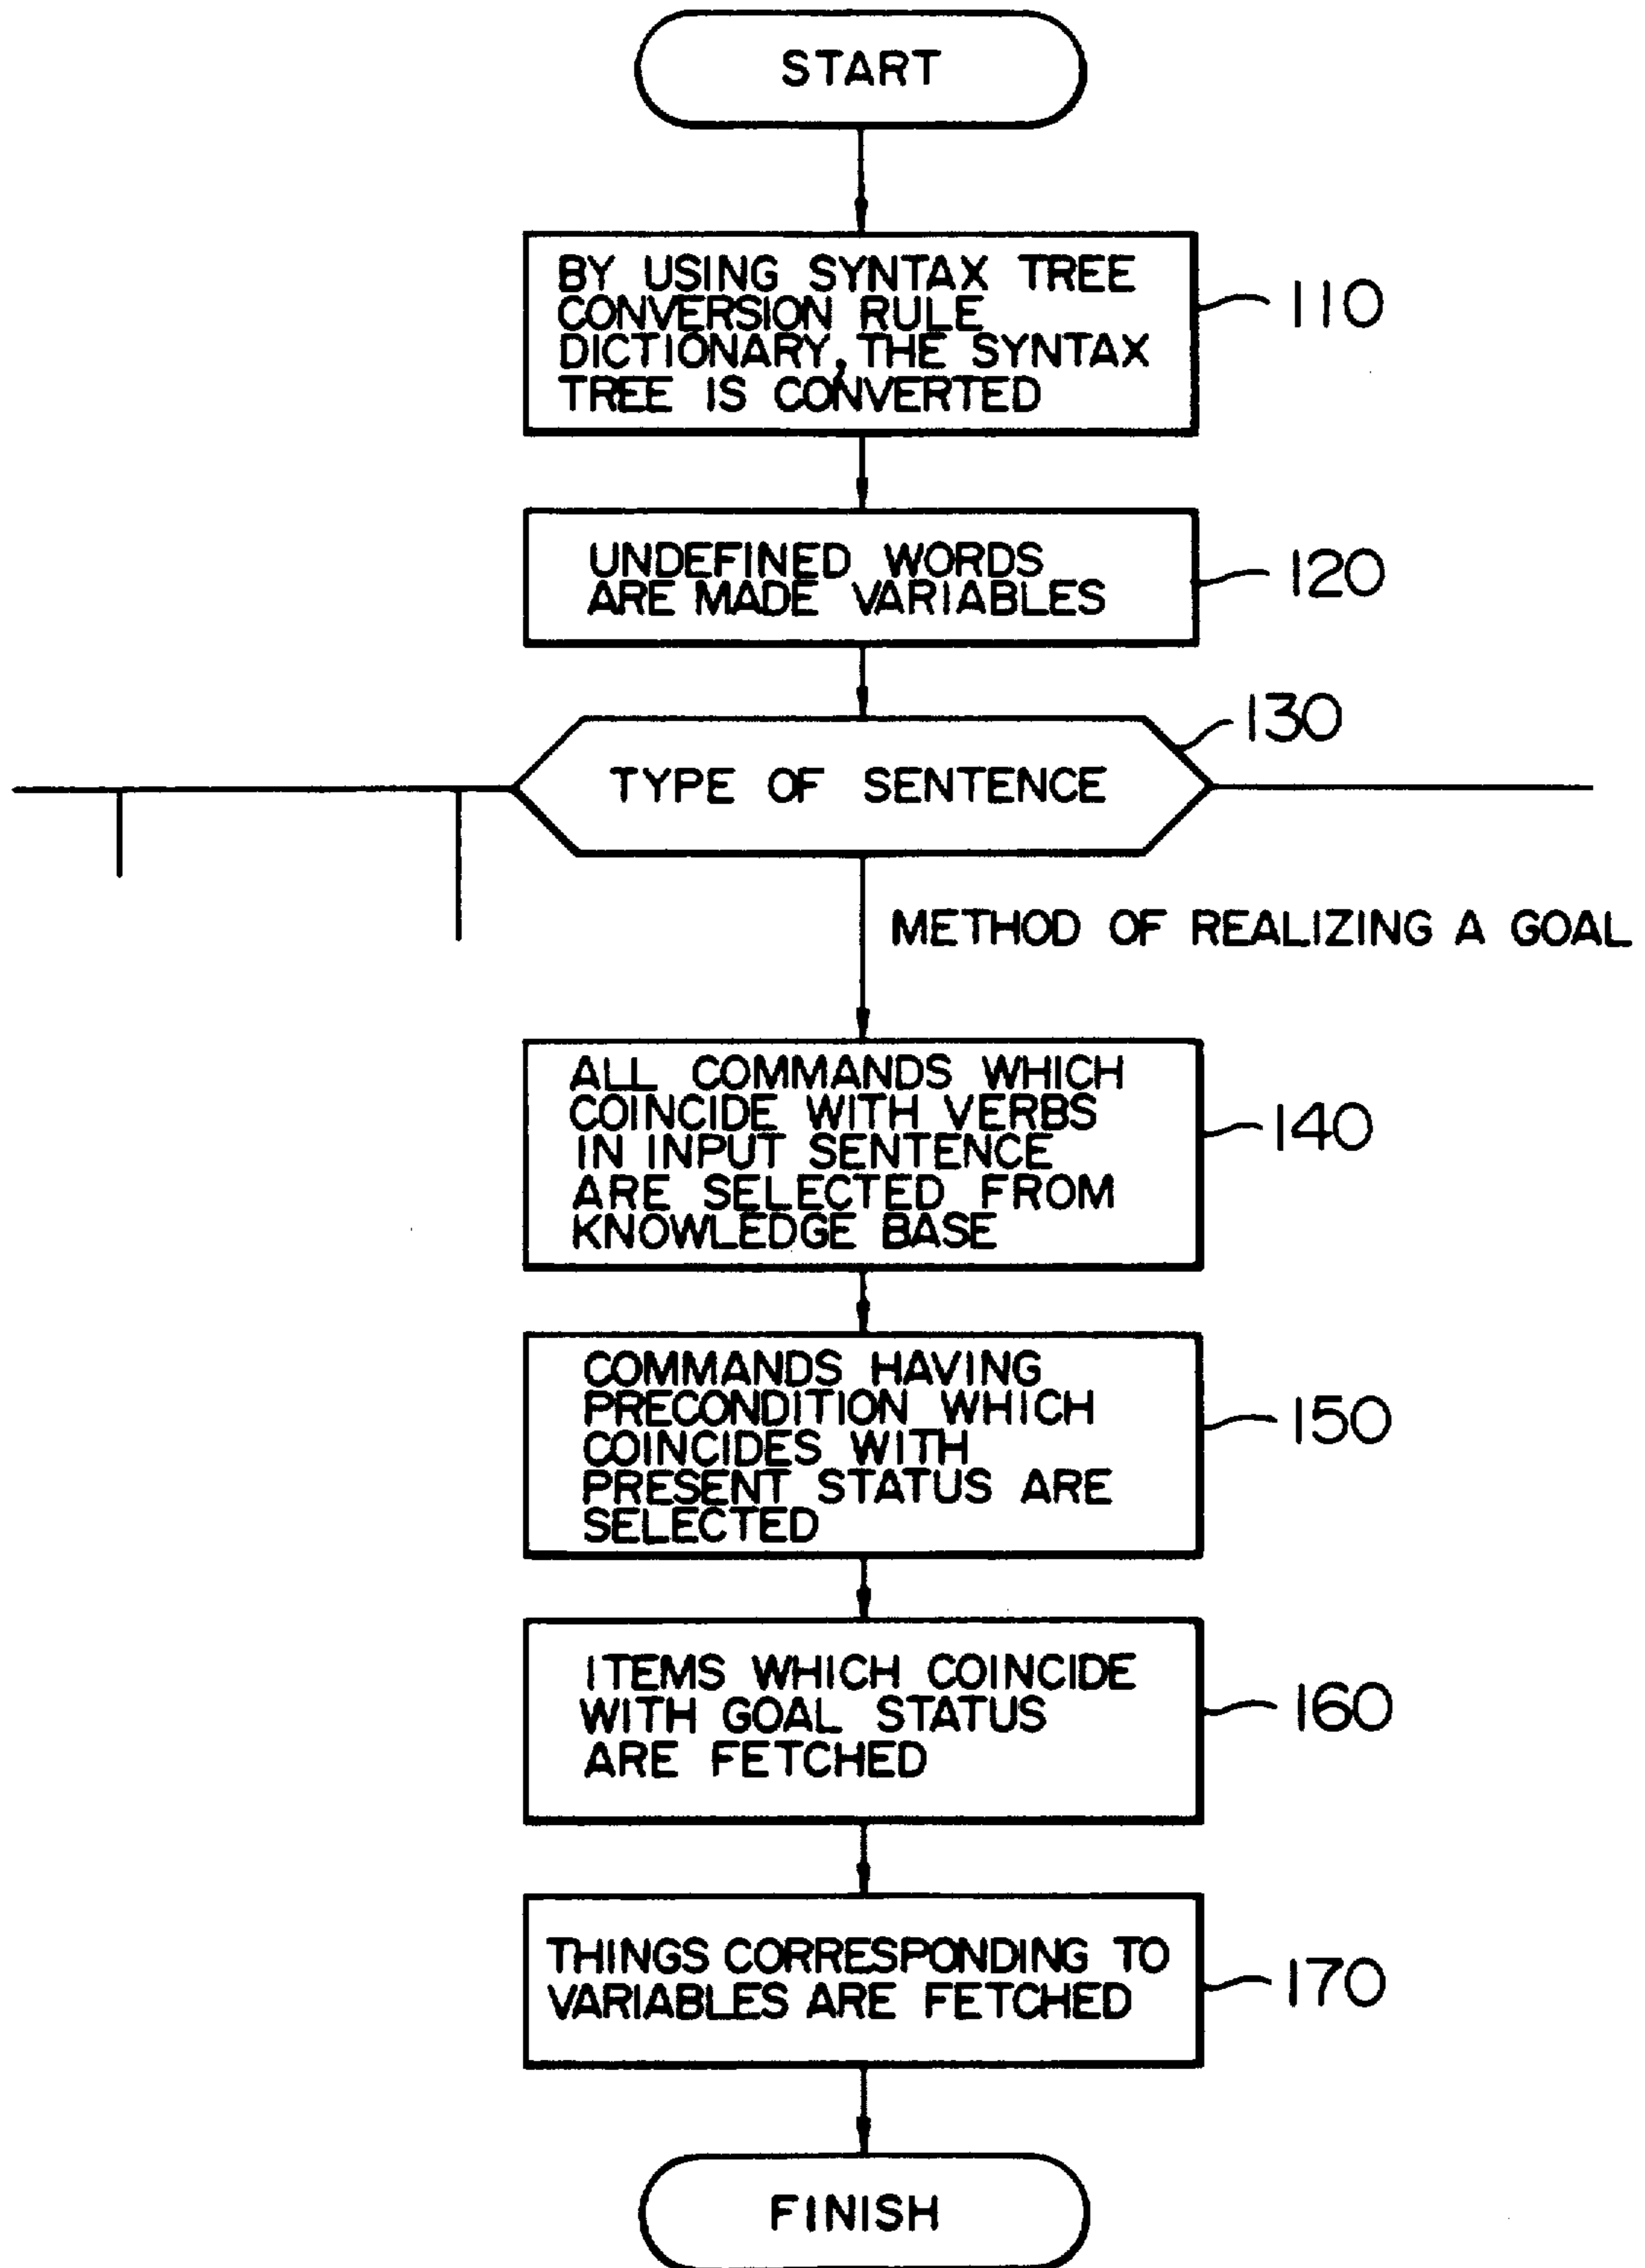 START
BY USING SYNTAX TREE
CONVERSION RULE
DICTIONARY, THE SYNTAX
TREE IS CONVERTED
110
UNDEFINED WORDS
ARE MADE VARIABLES
120
130
TYPE OF SENTENCE
METHOD OF REALIZING A GOAL
ALL COMMANDS WHICH
COINCIDE WITH VERBS
IN INPUT SENTENCE
ARE SELECTED FROM
KNOWLEDGE BASE
140
COMMANDS HAVING
PRECONDITION WHICH
COINCIDES WITH
PRESENT STATUS ARE
SELECTED
150
ITEMS WHICH COINCIDE
WITH GOAL STATUS
ARE FETCHED
160
THINGS CORRESPONDING TO
VARIABLES ARE FETCHED
170
FINISH